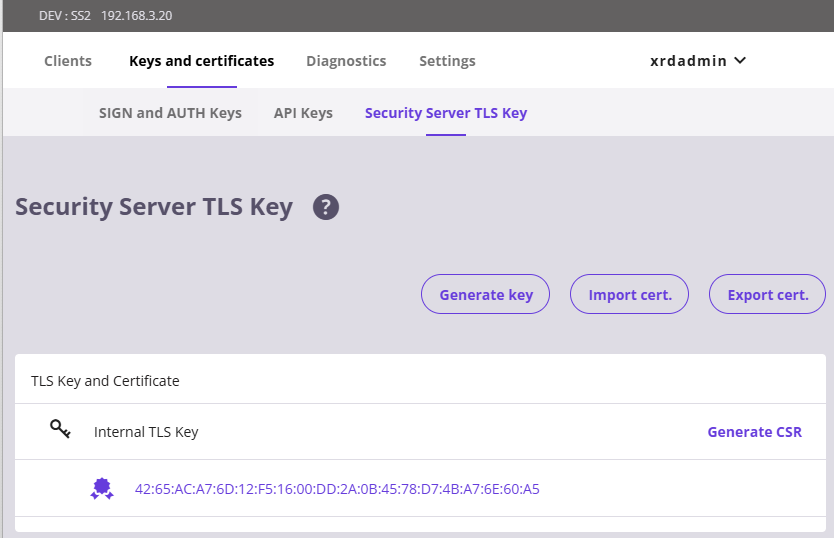 DEV : SS2 192.168.3.20
Clients Keys and certificates Diagnostics Settings xrdadmin
SIGN and AUTH Keys API Keys Security Server TLS Key
Security Server TLS Key ?
Generate key Import cert. Export cert.
TLS Key and Certificate
Internal TLS Key Generate CSR
42:65:AC:A7:6D:12:F5:16:00:DD:2A:0B:45:78:D7:4B:A7:6E:60:A5